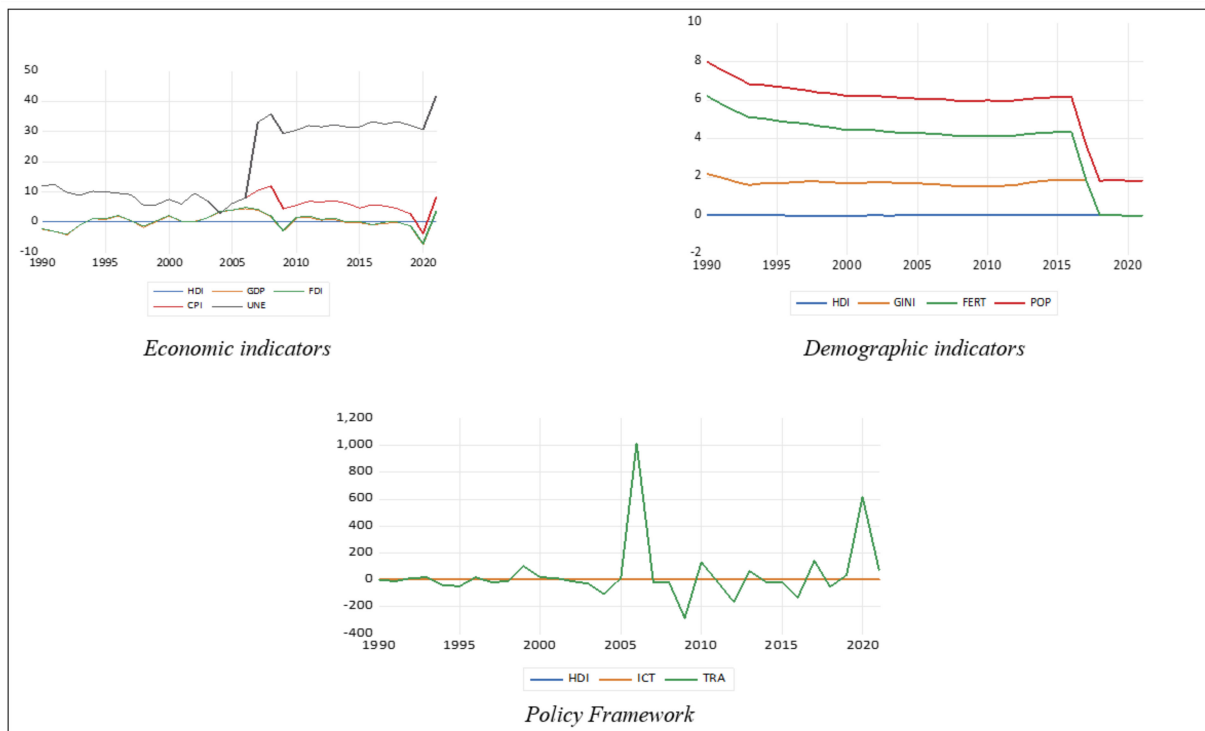 50
40
30
20
10
0
-10
1990 1995 2000 2005 2010 2015 2020
HDI GDP FDI
CPI UNE
Economic indicators
10
8
6
4
2
0
-2
1990 1995 2000 2005 2010 2015 2020
HDI GINI FERT POP
Demographic indicators
1,200
1,000
800
600
400
200
0
-200
-400
1990 1995 2000 2005 2010 2015 2020
HDI ICT TRA
Policy Framework